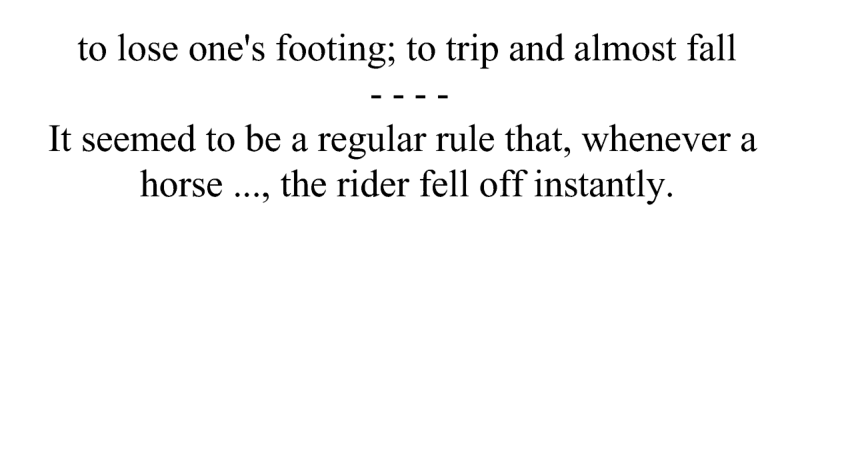 to lose one's footing; to trip and almost fall
- - - -
It seemed to be a regular rule that, whenever a
horse ..., the rider fell off instantly.